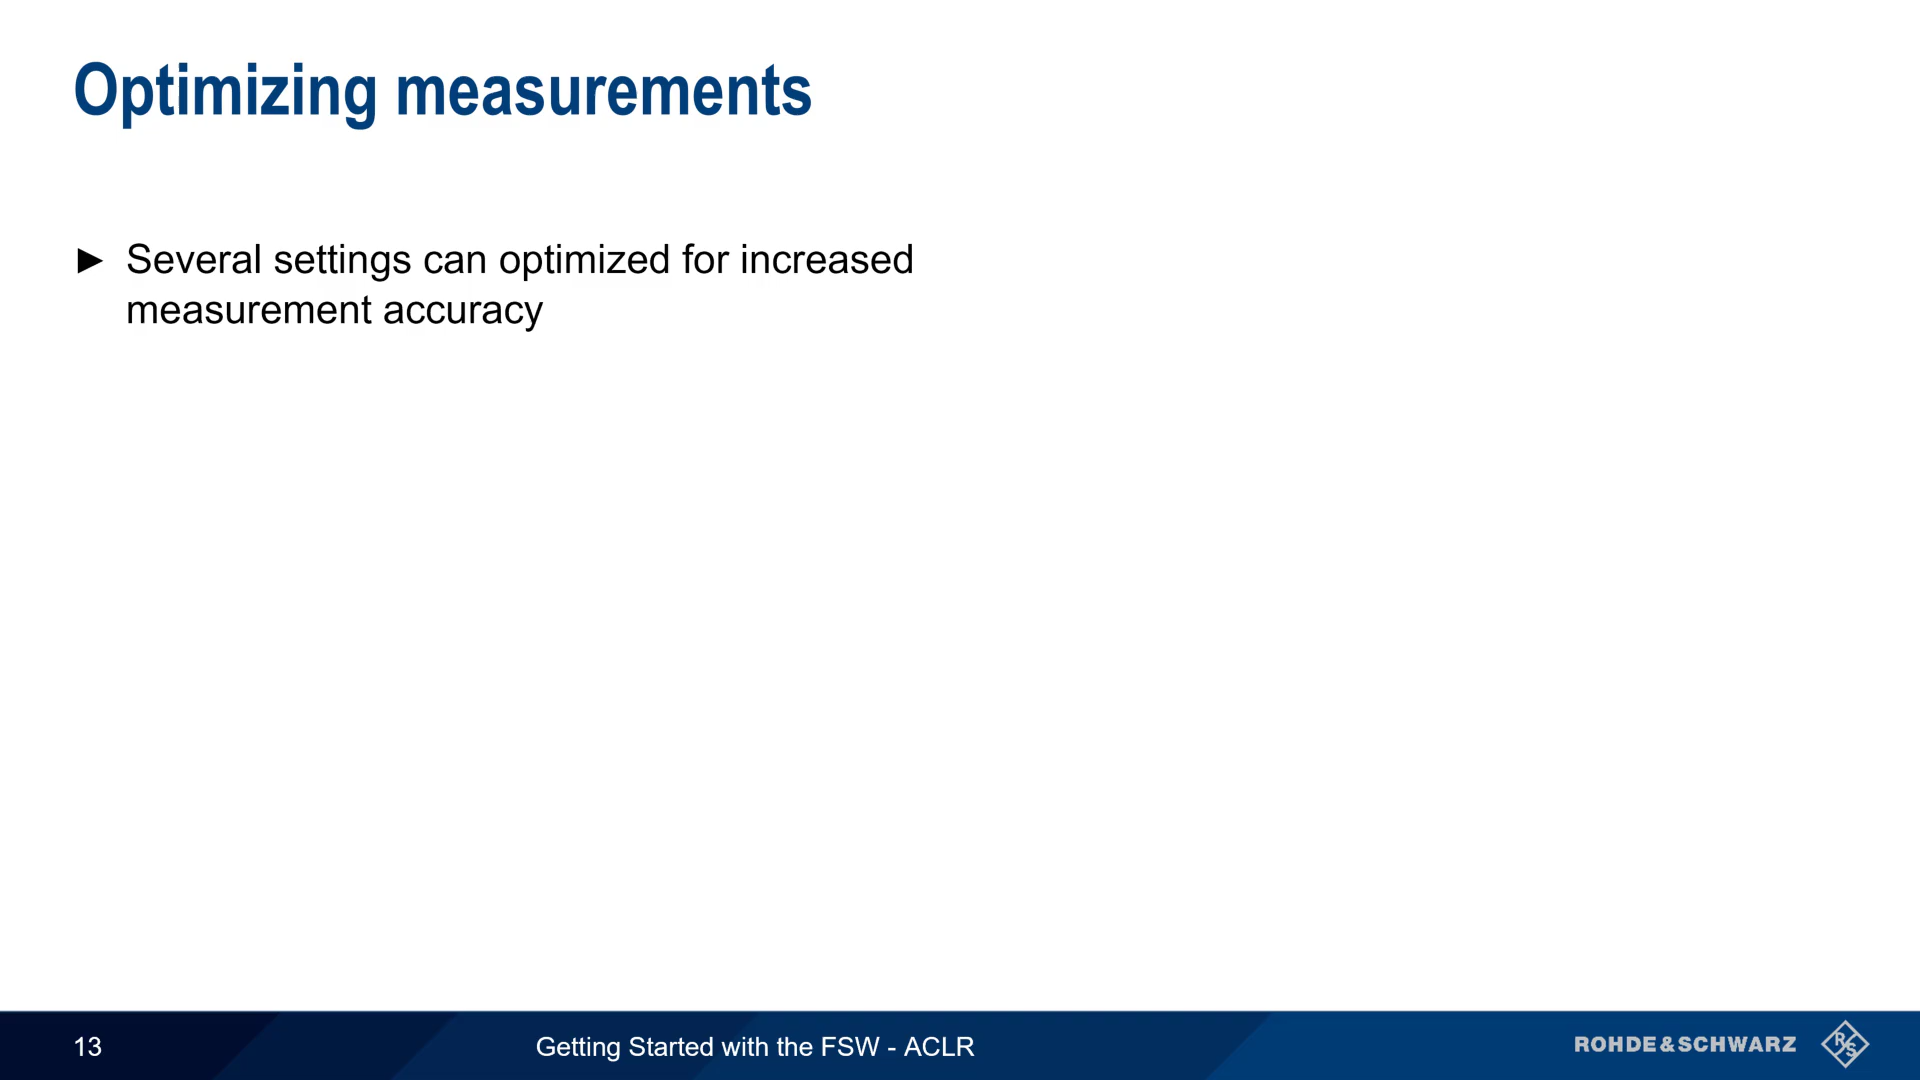 Optimizing measurements
► Several settings can optimized for increased
measurement accuracy
13
Getting Started with the FSW - ACLR
ROHDE&SCHWARZ
R
S